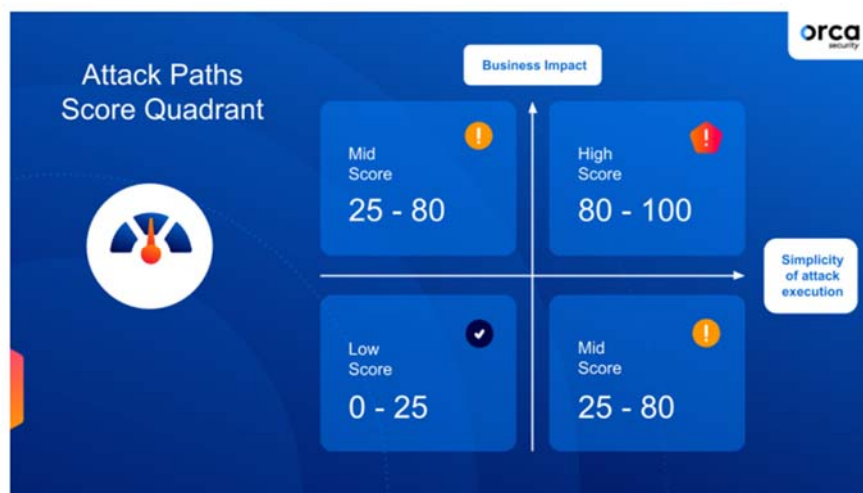 orca
security
Attack Paths
Score Quadrant
Business Impact
Mid
Score
25 - 80
High
Score
80 - 100
Simplicity
of attack
execution
Low
Score
0 - 25
Mid
Score
25 - 80